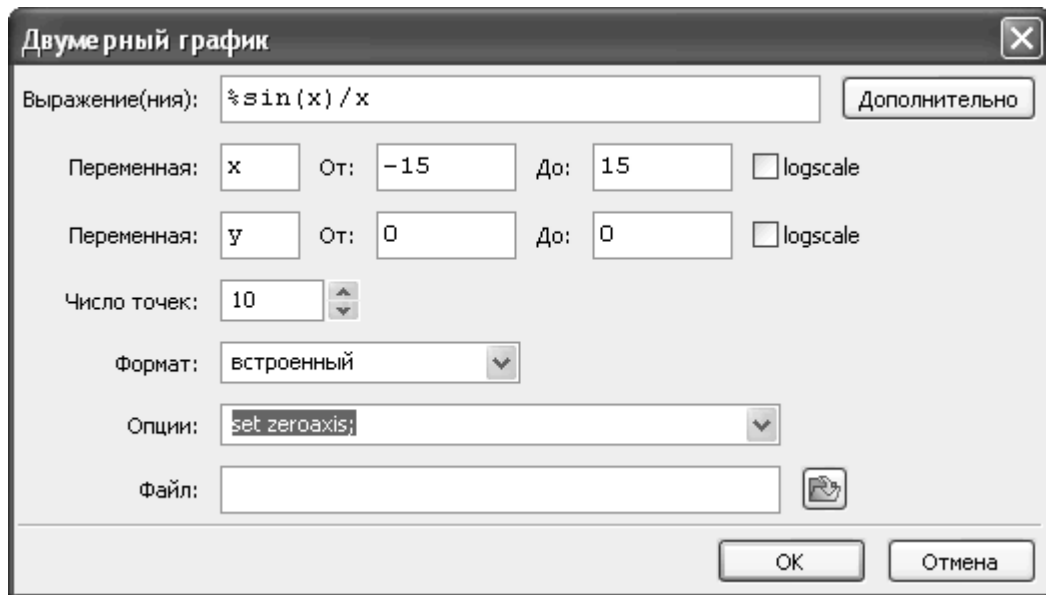 Двумерный график
Выражение(ния): %sin(x)/x Дополнительно
Переменная: x От: -15 До: 15 logscale
Переменная: y От: 0 До: 0 logscale
Число точек: 10
Формат: встроенный
Опции: set zeroaxis;
Файл:
OK Отмена